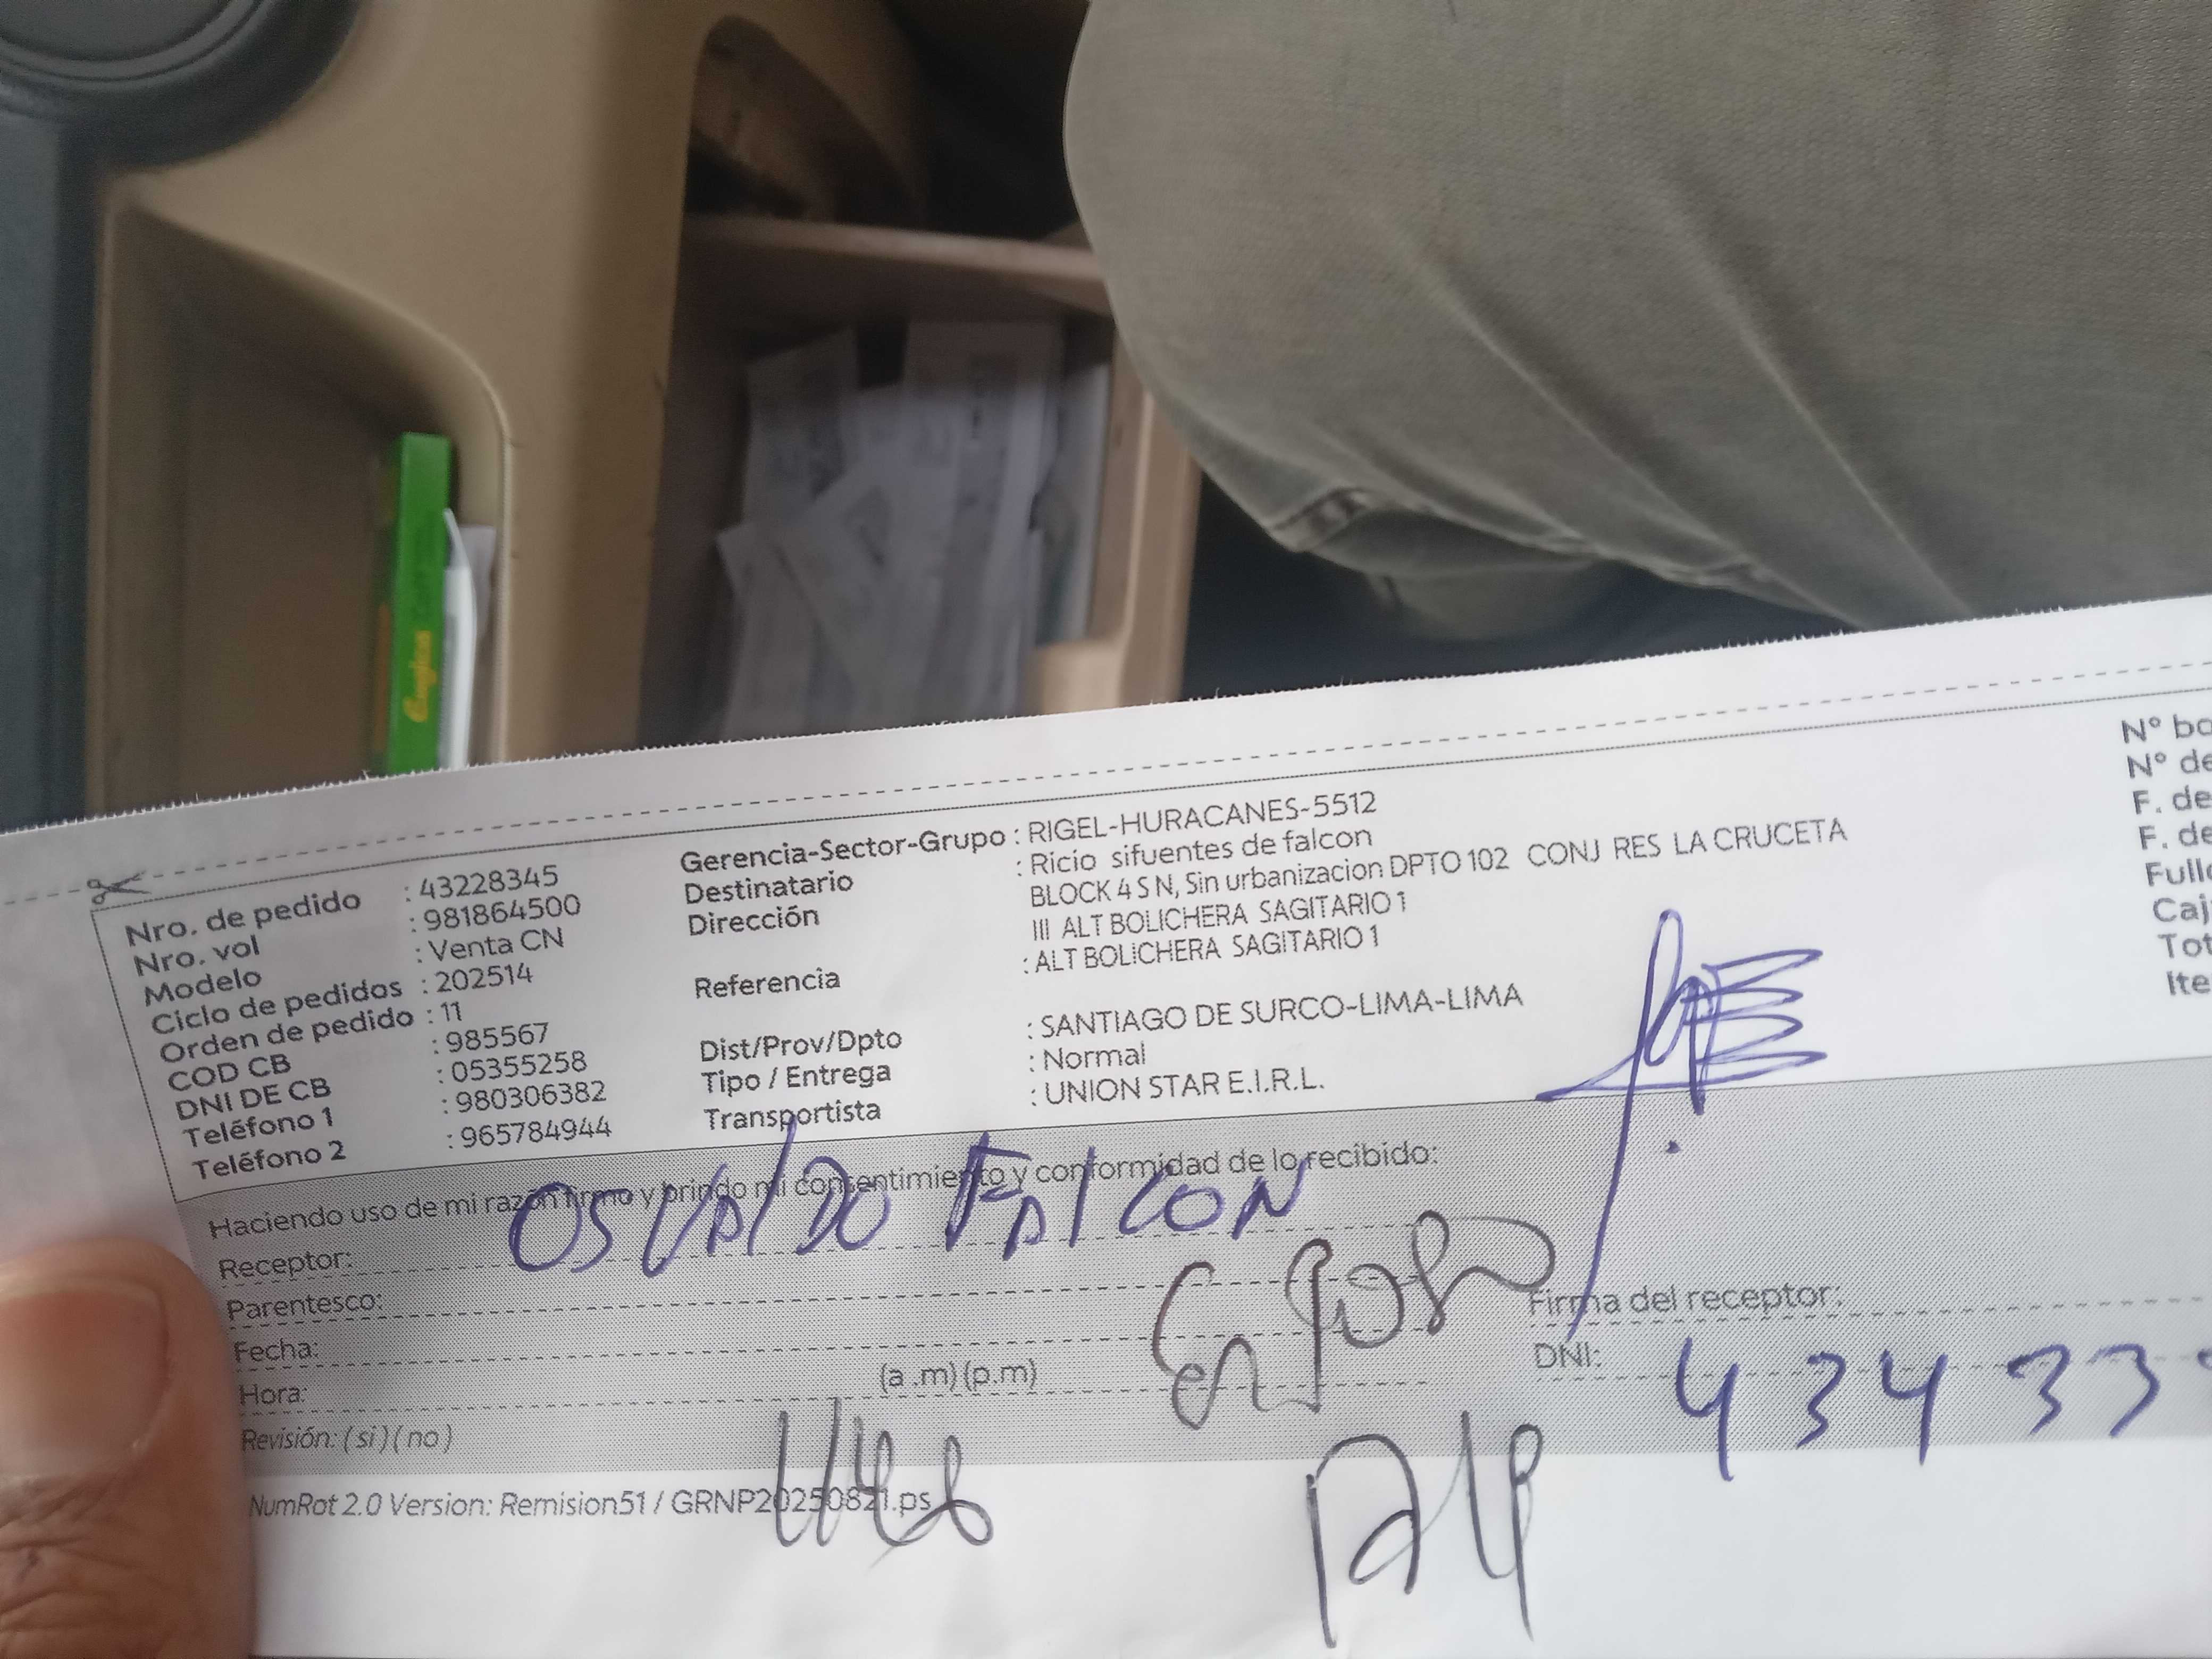 Nro. de pedido : 43228345
Nro. vol : 981864500
Modelo : Venta CN
Ciclo de pedidos : 202514
Orden de pedido : 11
COD CB : 985567
DNI DE CB : 05355258
Teléfono 1 : 980306382
Teléfono 2 : 965784944
Gerencia-Sector-Grupo : RIGEL-HURACANES-5512
Destinatario : Ricio sifuentes de falcon
Dirección BLOCK 4 S N, Sin urbanizacion DPTO 102 CONJ RES LA CRUCETA
III ALT BOLICHERA SAGITARIO 1
Referencia : ALT BOLICHERA SAGITARIO 1
Dist/Prov/Dpto : SANTIAGO DE SURCO-LIMA-LIMA
Tipo / Entrega : Normal
Transportista : UNION STAR E.I.R.L.
N° bo
N° de
F. de
F. de
Full
Caj
Tot
Ite
Haciendo uso de mi razón firmo y brindo mi consentimiento y conformidad de lo recibido:
Receptor: OSVALDO FALCON
Parentesco:
Fecha:
Hora: (a .m) (p.m)
Revisión: ( si ) ( no )
Firma del receptor:
DNI: 43433
NumRot 2.0 Version: Remision51 / GRNP20250821.ps